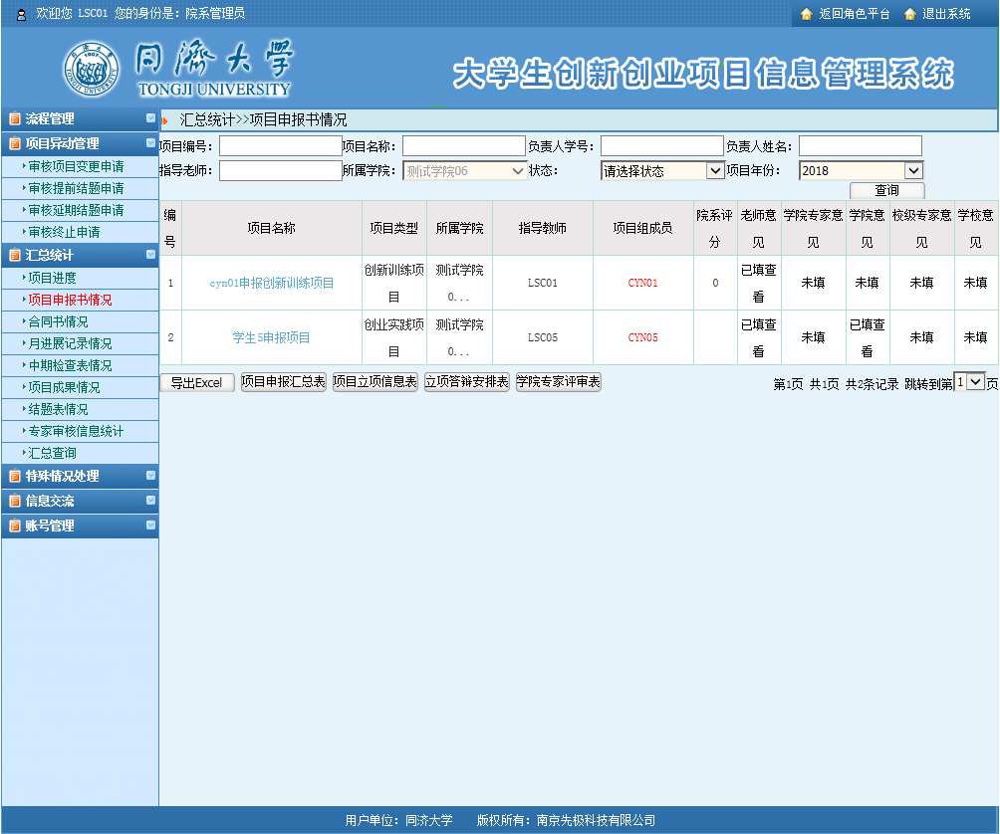 欢迎您 LSC01 您的身份是：院系管理员
返回角色平台 退出系统
同濟大学
TONGJI UNIVERSITY
大学生创新创业项目信息管理系统
流程管理
项目异动管理
审核项目变更申请
审核提前结题申请
审核延期结题申请
审核终止申请
汇总统计
项目进度
项目申报书情况
合同书情况
月进展记录情况
中期检查表情况
项目成果情况
结题表情况
专家审核信息统计
汇总查询
特殊情况处理
信息交流
账号管理
汇总统计>>项目申报书情况
项目编号： 项目名称： 负责人学号： 负责人姓名：
指导老师： 所属学院： 测试学院06 状态： 请选择状态 项目年份： 2018
查询
编号 项目名称 项目类型 所属学院 指导教师 项目组成员 院系评分 老师意见 学院专家意见 学院意见 校级专家意见 学校意见
1 cyn01申报创新训练项目 创新训练项目 测试学院0... LSC01 CYN01 0 已填查看 未填 未填 未填 未填
2 学生5申报项目 创业实践项目 测试学院0... LSC05 CYN05 已填查看 未填 已填查看 未填 未填
导出Excel 项目申报汇总表 项目立项信息表 立项答辩安排表 学院专家评审表
第1页 共1页 共2条记录 跳转到第 1 页
用户单位：同济大学 版权所有：南京先极科技有限公司